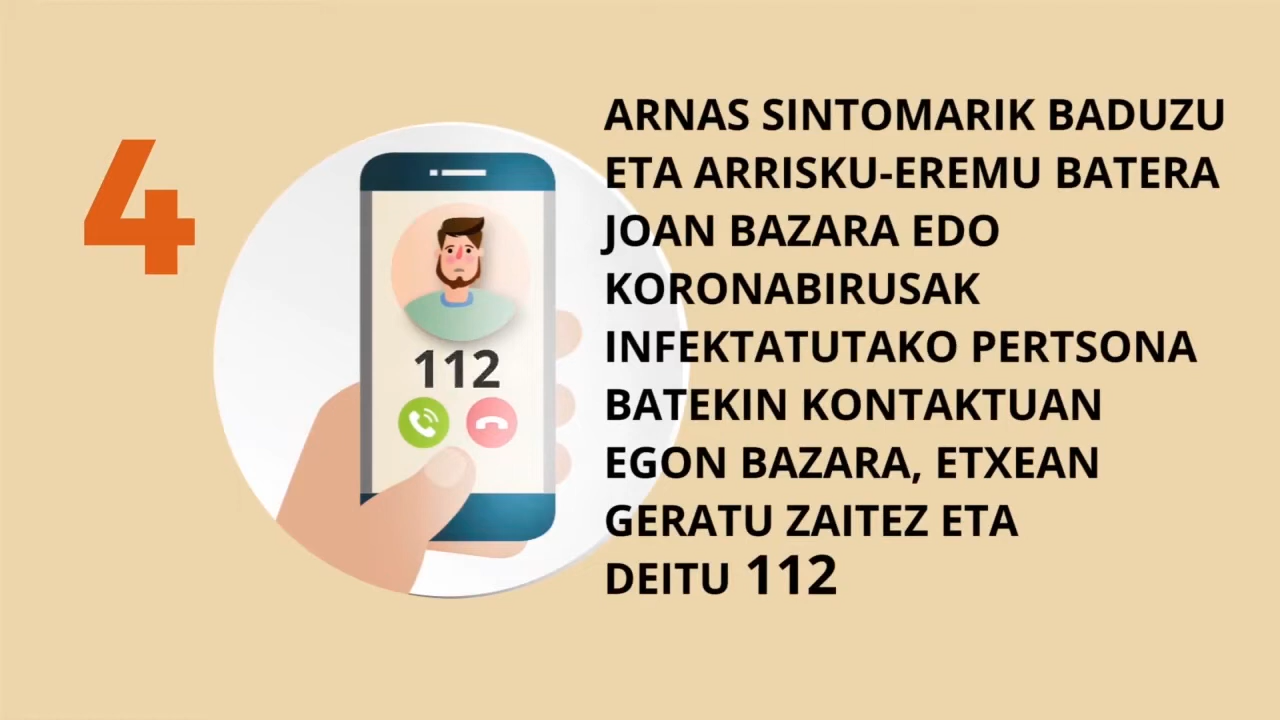 4
112
ARNAS SINTOMARIK BADUZU
ETA ARRISKU-EREMU BATERA
JOAN BAZARA EDO
KORONABIRUSAK
INFEKTATUTAKO PERTSONA
BATEKIN KONTAKTUAN
EGON BAZARA, ETXEAN
GERATU ZAITEZ ETA
DEITU 112